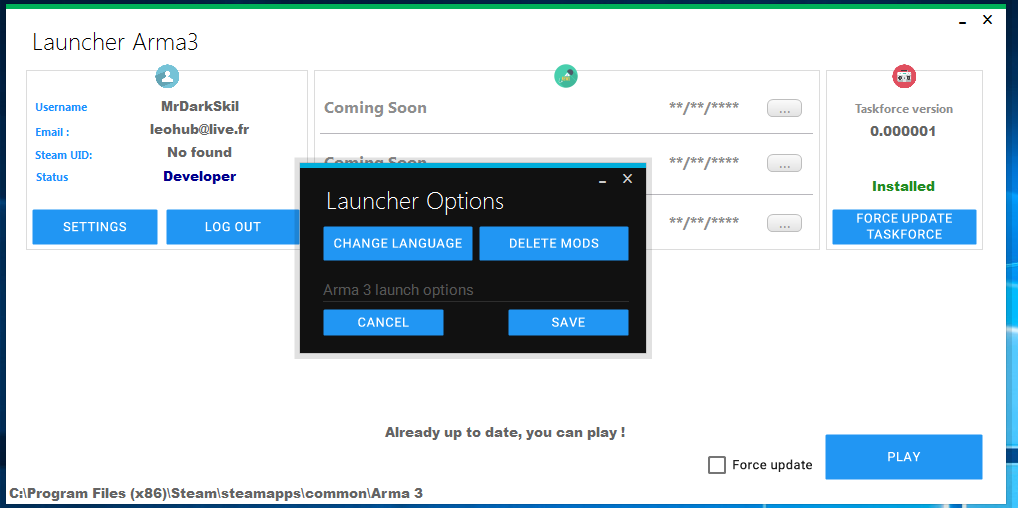 Launcher Arma3
Username MrDarkSkil
Email : leohub@live.fr
Steam UID: No found
Status Developer
SETTINGS LOG OUT
Coming Soon **/**/**** ...
Coming Soon **/**/**** ...
**/**/**** ...
Taskforce version
0.000001
Installed
FORCE UPDATE
TASKFORCE
Launcher Options
CHANGE LANGUAGE DELETE MODS
Arma 3 launch options
CANCEL SAVE
Already up to date, you can play !
Force update
PLAY
C:\Program Files (x86)\Steam\steamapps\common\Arma 3